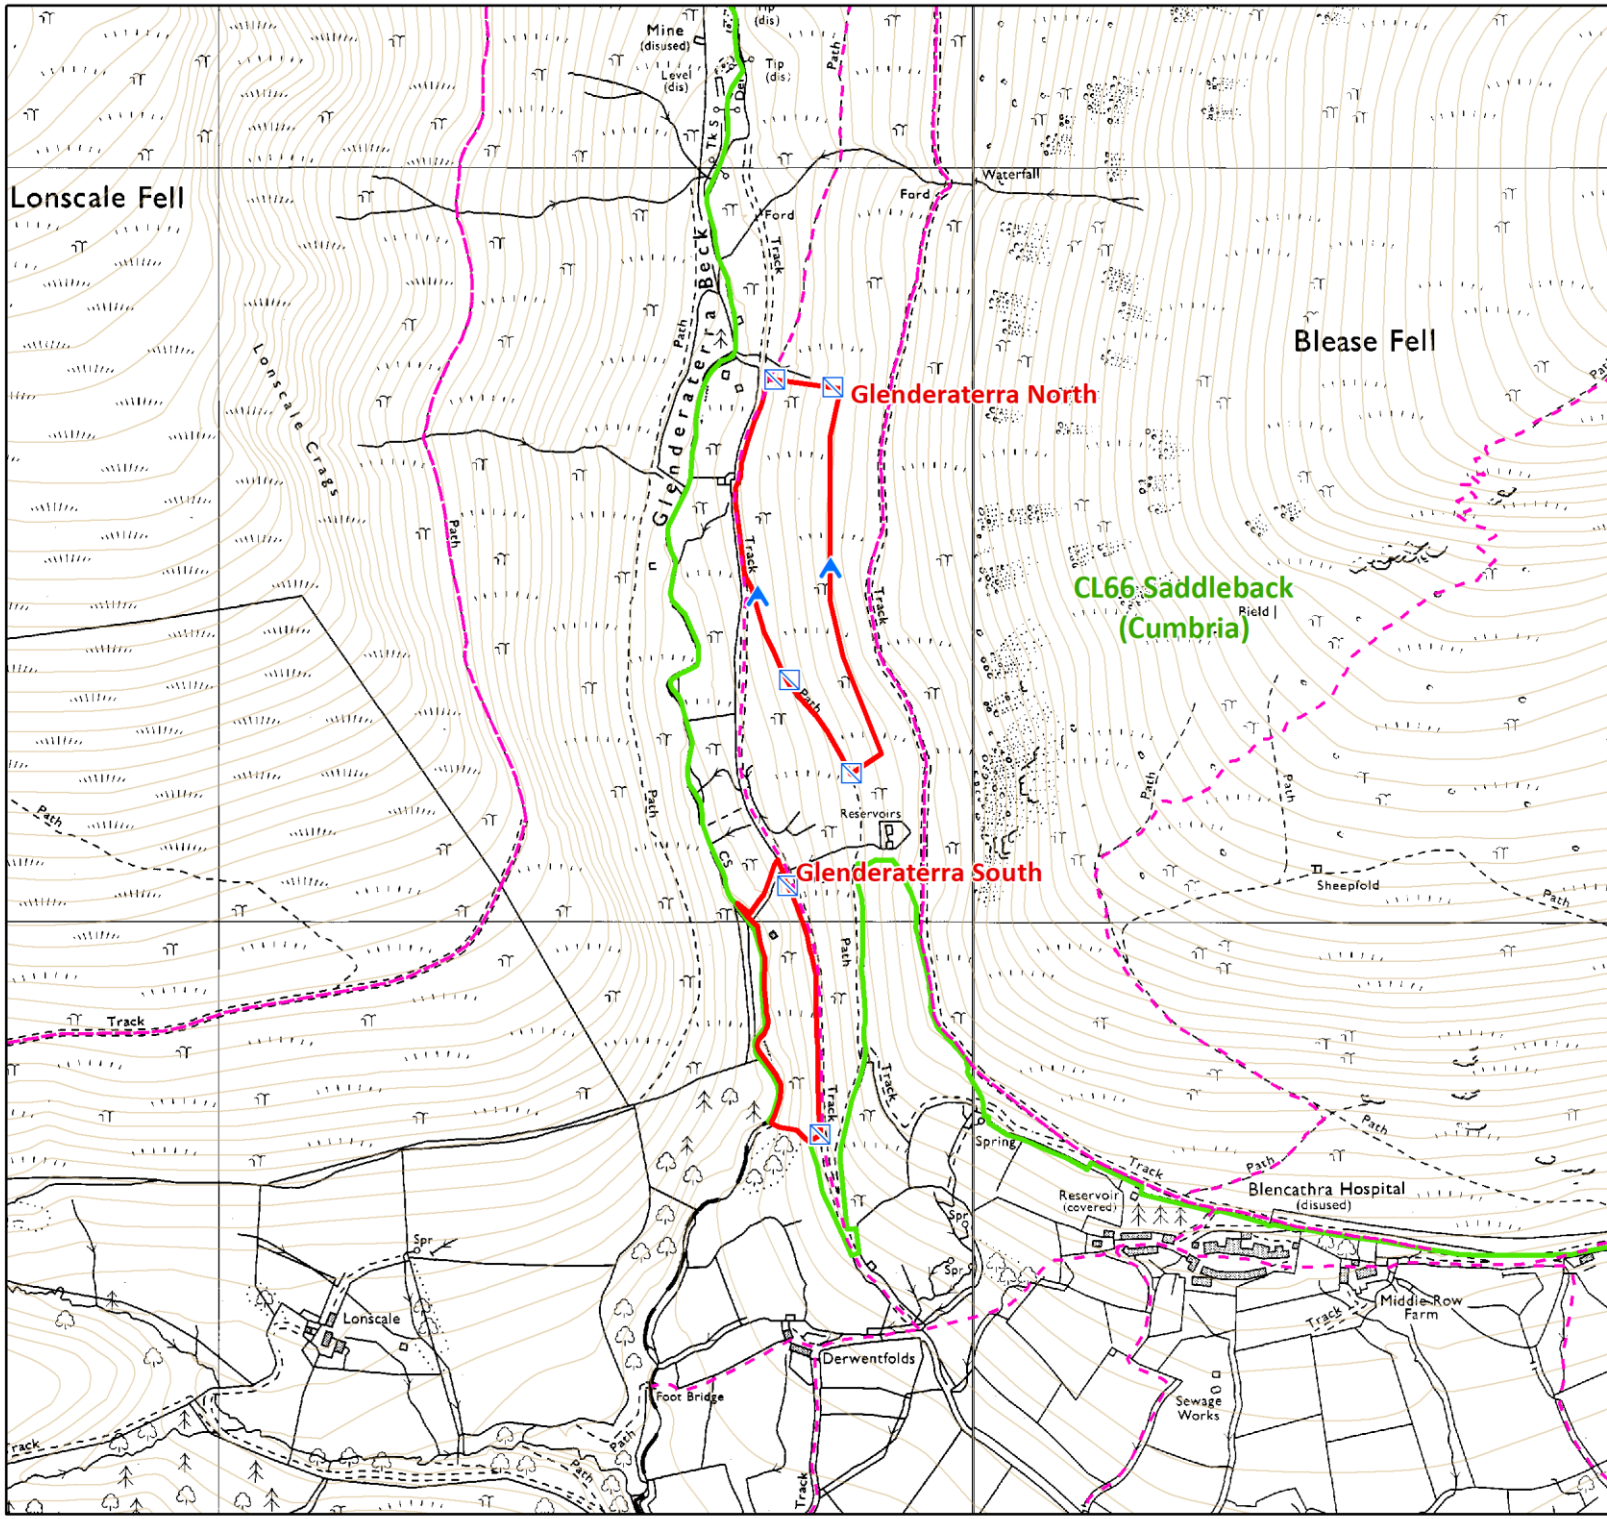 Tip
(dis)
Mine
(disused)
Level
(dis)
Tip
(dis)
Path
Tks
Lonscale Fell
Waterfall
Ford
Ford
Track
Path
Glenderaterra Beck
Blease Fell
Lonscale Crags
Glenderaterra North
Path
Track
Track
CL66 Saddleback
(Cumbria)
Path
Path
Path
Path
Path
Reservoirs
CS
Glenderaterra South
Sheepfold
Path
Path
Track
Track
Track
Spring
Track
Path
Path
Reservoir
(covered)
Blencathra Hospital
(disused)
Spr
Spr
Spr
Lonscale
Middle Row
Farm
Track
Derwentfolds
Foot Bridge
Sewage
Works
Path
Path
Track